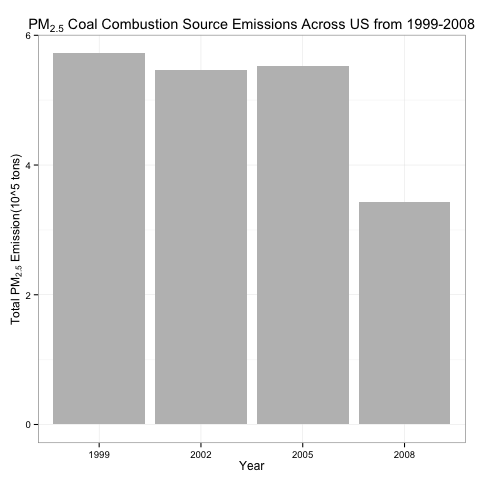 PM2.5 Coal Combustion Source Emissions Across US from 1999-2008
Total PM2.5 Emission(10^5 tons)
6
4
2
0
1999 2002 2005 2008
Year